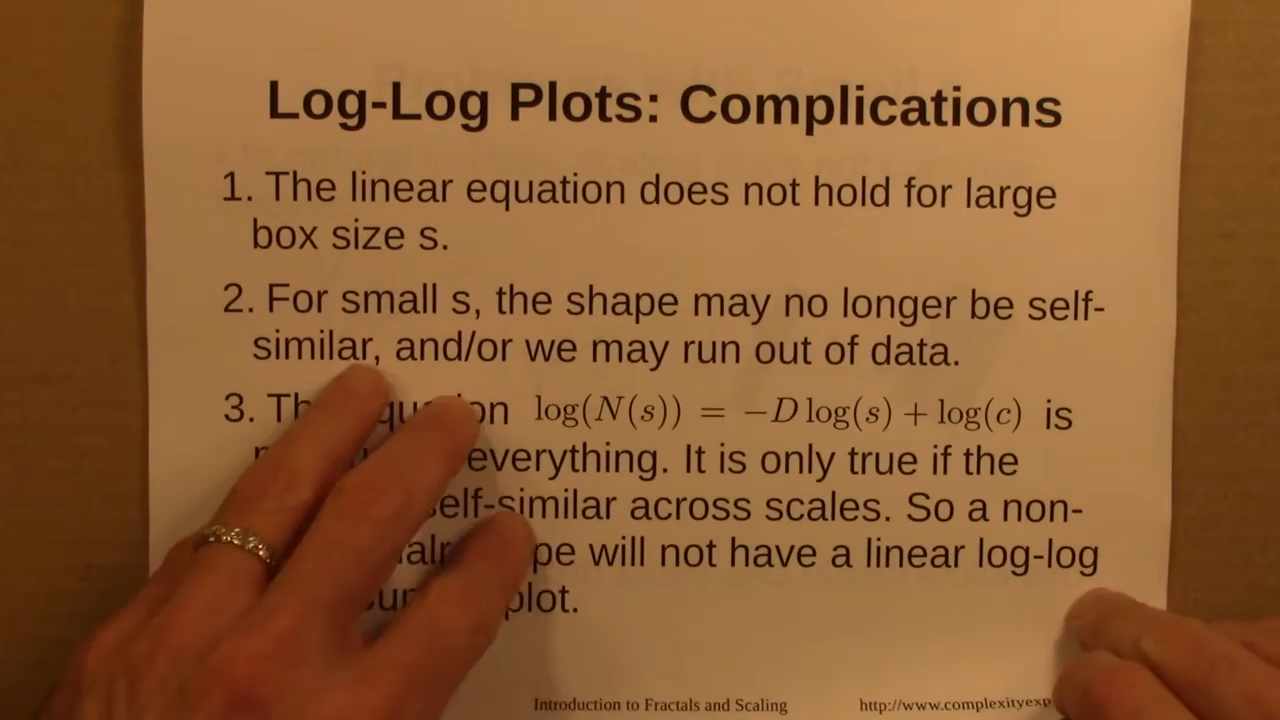 Log-Log Plots: Complications
1. The linear equation does not hold for large
box size s.
2. For small s, the shape may no longer be self-
similar, and/or we may run out of data.
3. log(N(s)) = −D log(s) + log(c) is
everything. It is only true if the
self-similar across scales. So a non-
will not have a linear log-log
plot.
Introduction to Fractals and Scaling
http://www.complexityexp